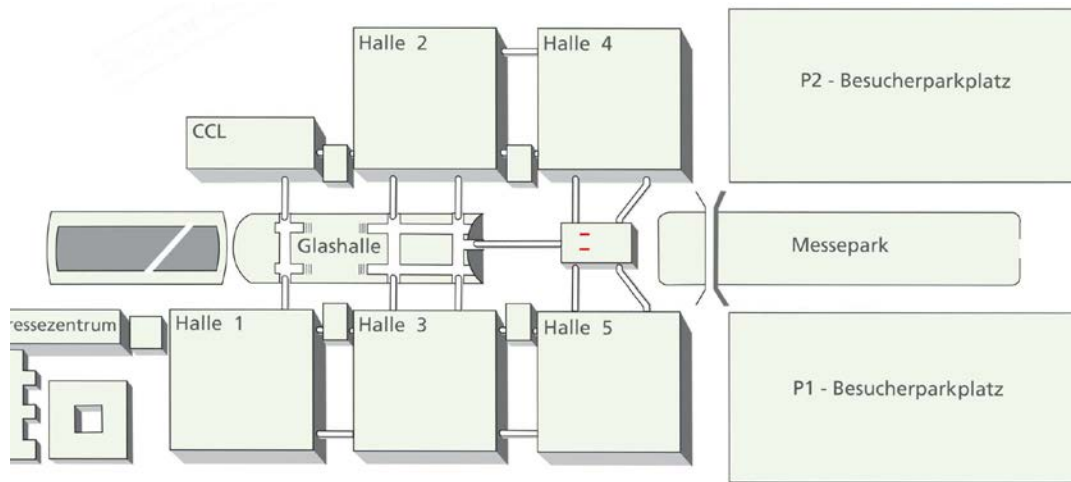 Halle 2
Halle 4
P2 - Besucherparkplatz
CCL
Glashalle
Messepark
ressezentrum
Halle 1
Halle 3
Halle 5
P1 - Besucherparkplatz